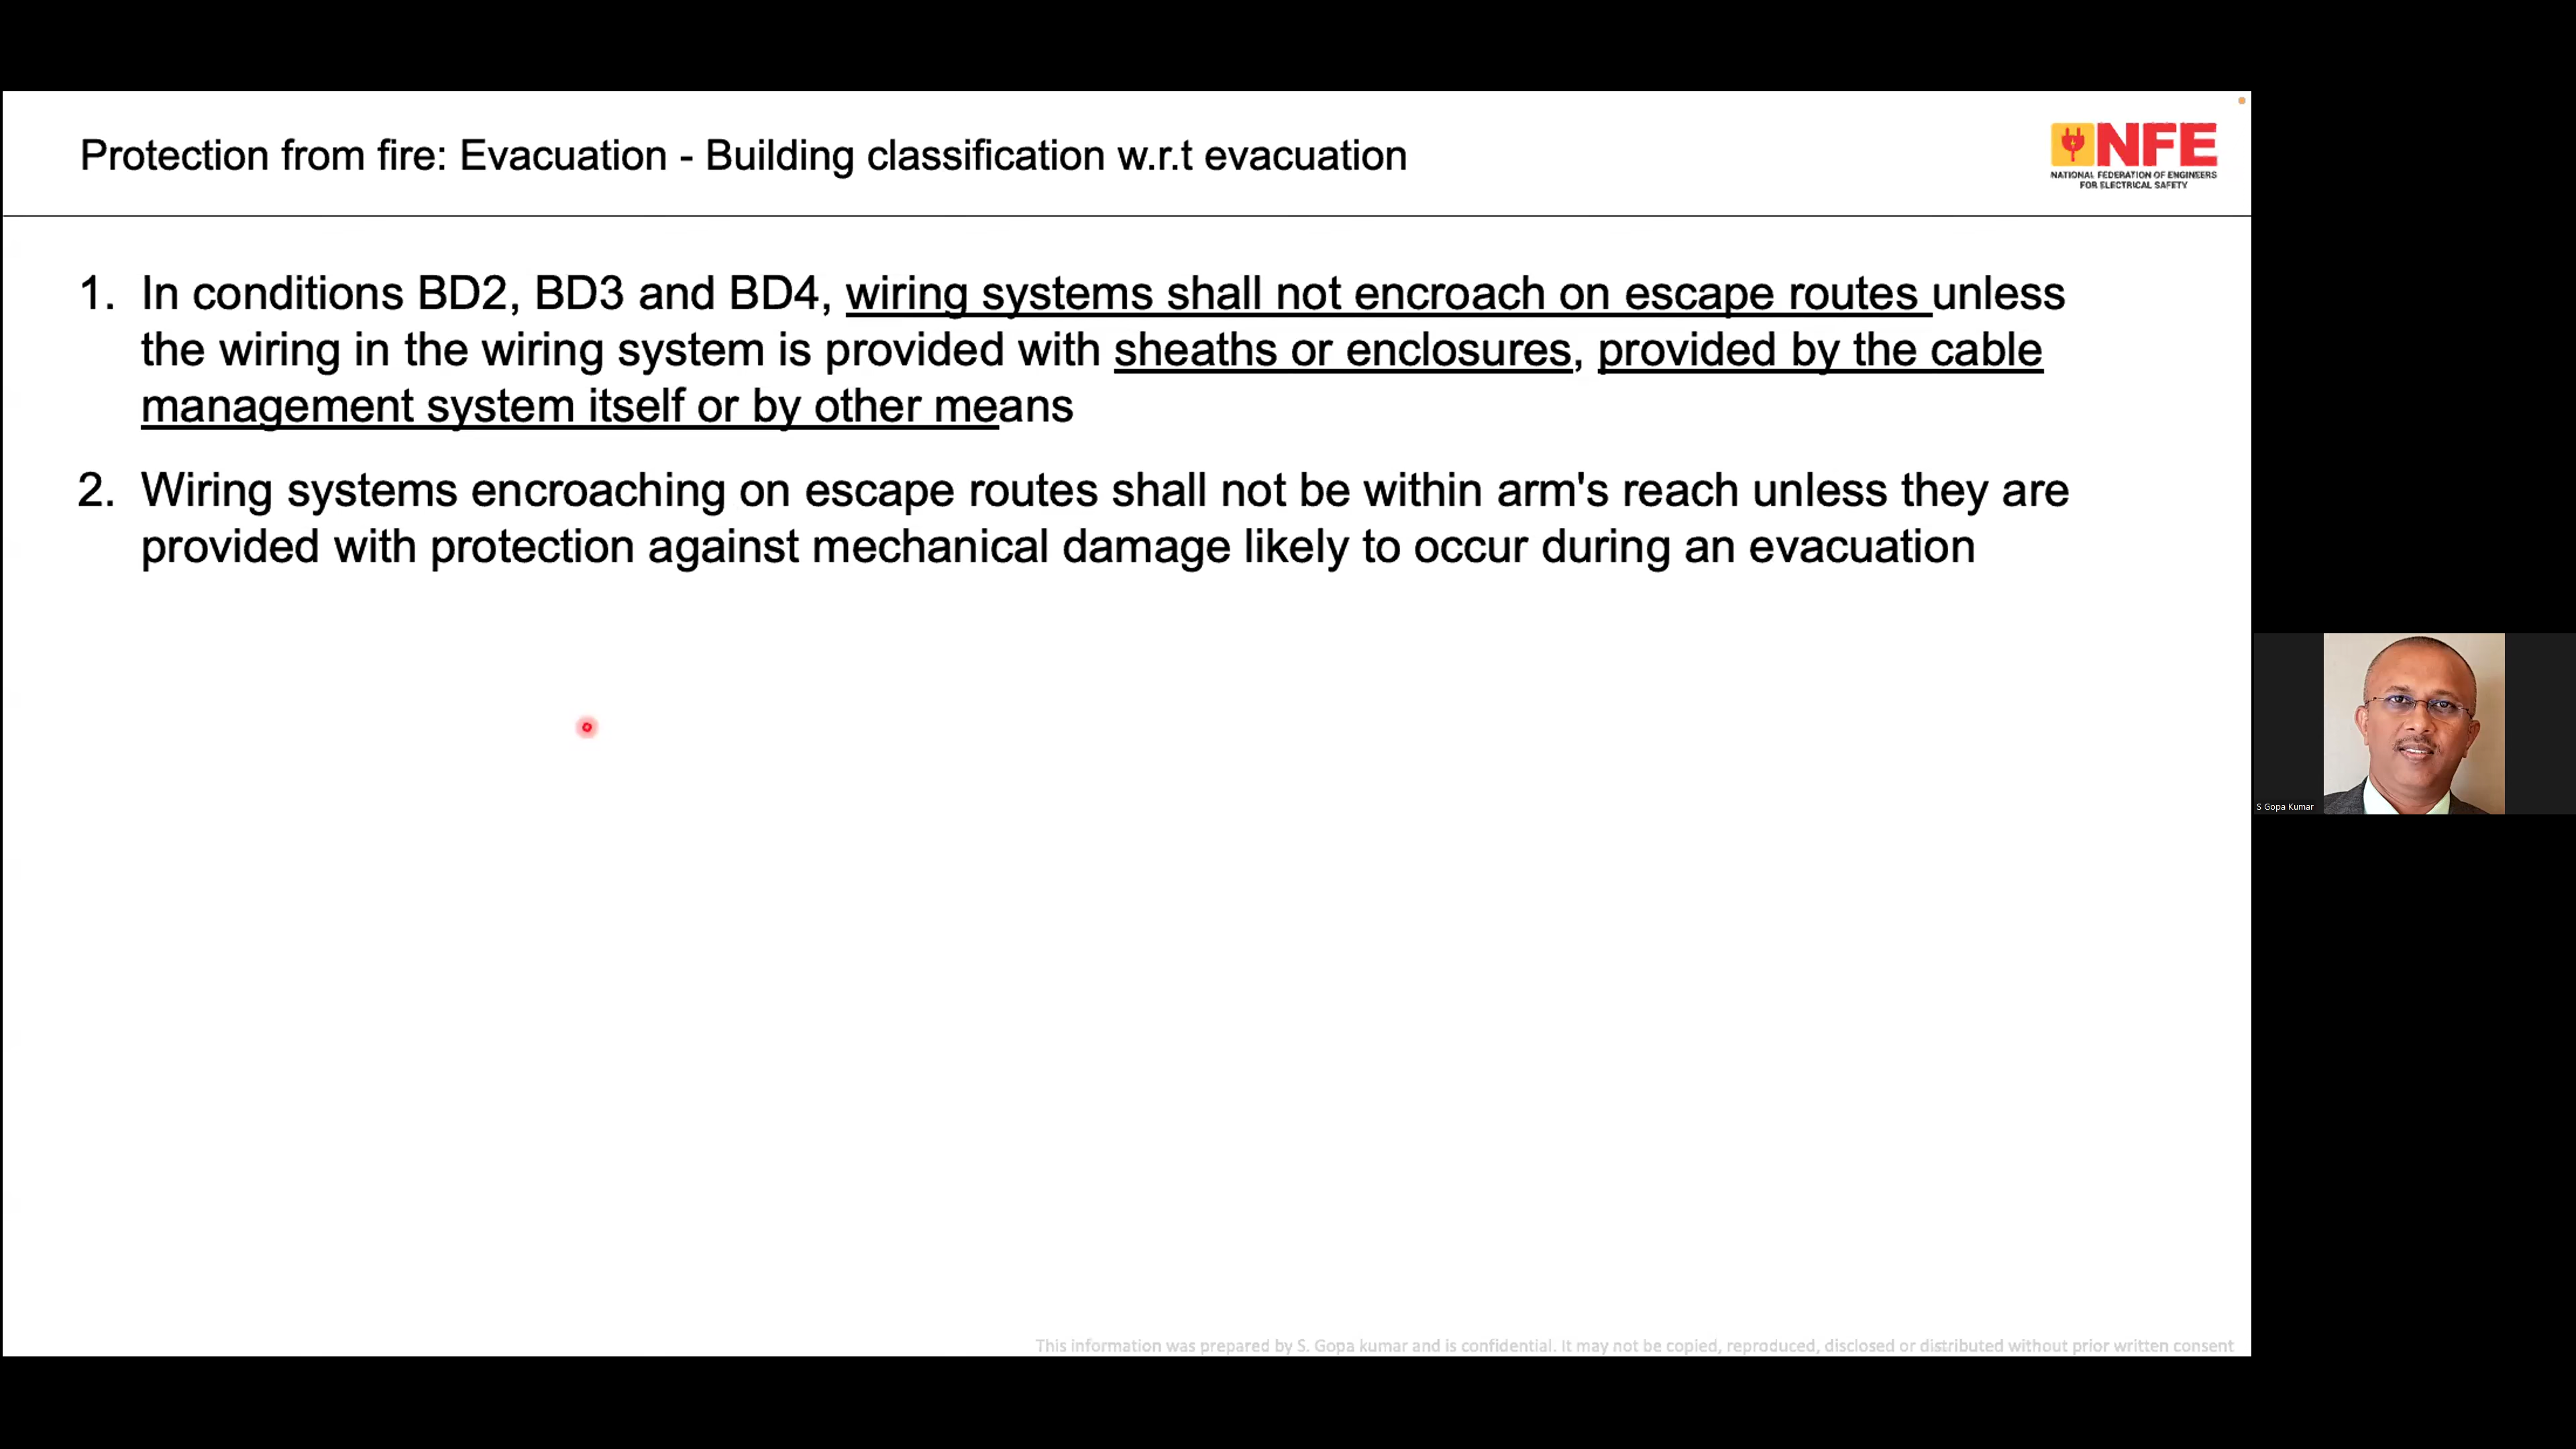 Protection from fire: Evacuation - Building classification w.r.t evacuation
NFE
NATIONAL FEDERATION OF ENGINEERS
FOR ELECTRICAL SAFETY
1. In conditions BD2, BD3 and BD4, wiring systems shall not encroach on escape routes unless
the wiring in the wiring system is provided with sheaths or enclosures, provided by the cable
management system itself or by other means
2. Wiring systems encroaching on escape routes shall not be within arm's reach unless they are
provided with protection against mechanical damage likely to occur during an evacuation
S Gopa Kumar
This information was prepared by S. Gopa kumar and is confidential. It may not be copied, reproduced, disclosed or distributed without prior written consent